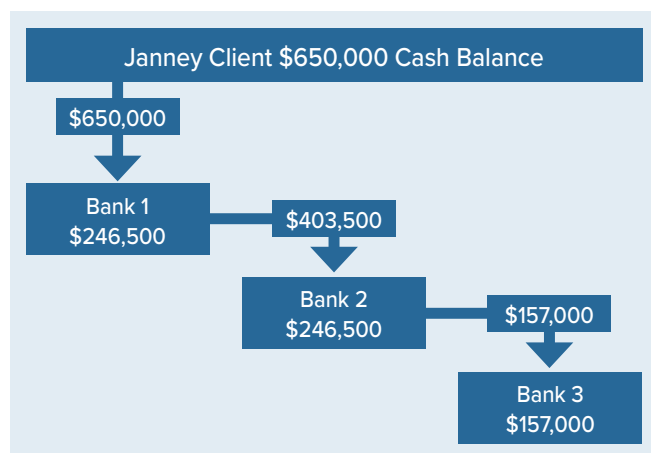 Janney Client $650,000 Cash Balance
$650,000
Bank 1
$246,500
$403,500
Bank 2
$246,500
$157,000
Bank 3
$157,000